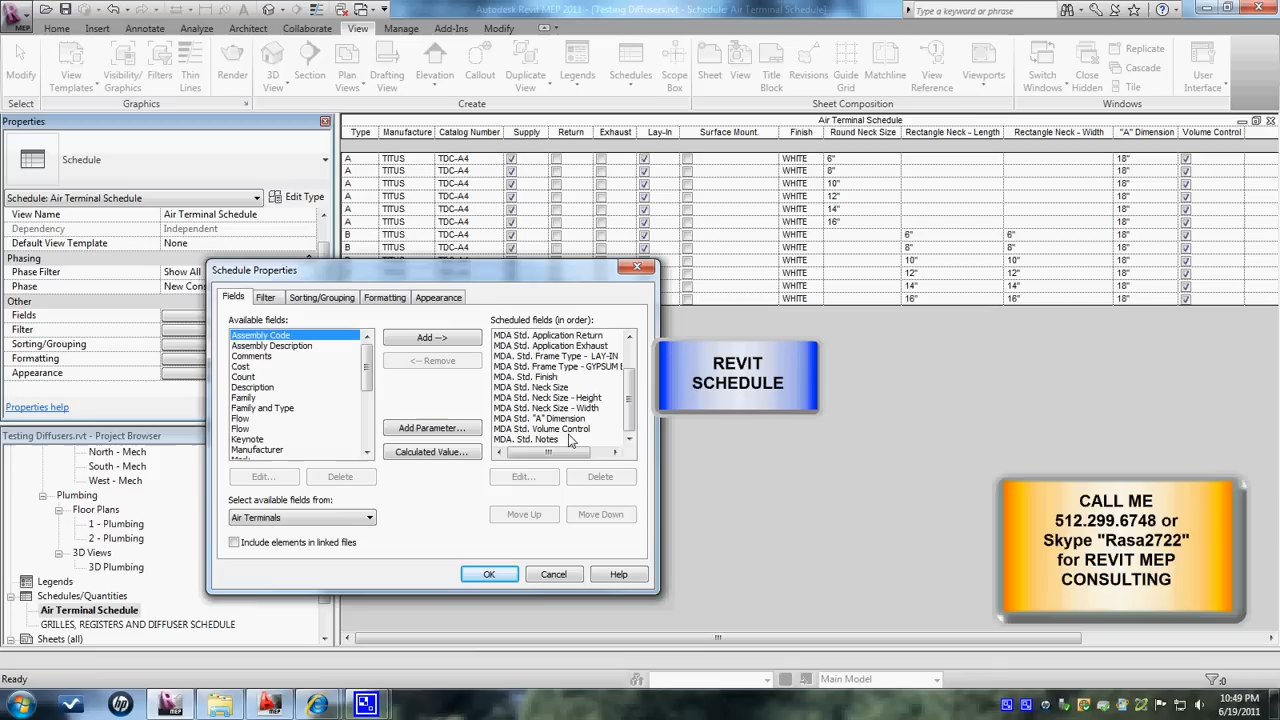 Autodesk Revit MEP 2011 - [Testing Diffusers.rvt - Schedule: Air Terminal Schedule]
Type a keyword or phrase
MEP
Home Insert Annotate Analyze Architect Collaborate View Manage Add-Ins Modify
Modify View Templates Visibility/ Graphics Filters Thin Lines Render 3D View Section Plan Views Drafting View Elevation Callout Duplicate View Legends Schedules Scope Box Sheet View Title Block Revisions Guide Grid Matchline View Reference Viewports Switch Windows Close Hidden Replicate Cascade Tile User Interface
Select Graphics Create Sheet Composition Windows
Properties
Schedule
Schedule: Air Terminal Schedule Edit Type
View Name Air Terminal Schedule
Dependency Independent
Default View Template None
Phasing
Phase Filter Show All
Phase New Cons
Other
Fields
Filter
Sorting/Grouping
Formatting
Appearance
Properties help
Testing Diffusers.rvt - Project Browser
North - Mech
South - Mech
West - Mech
Plumbing
Floor Plans
1 - Plumbing
2 - Plumbing
3D Views
3D Plumbing
Legends
Schedules/Quantities
Air Terminal Schedule
GRILLES, REGISTERS AND DIFFUSER SCHEDULE
Sheets (all)
Air Terminal Schedule
Type Manufacture Catalog Number Supply Return Exhaust Lay-In Surface Mount. Finish Round Neck Size Rectangle Neck - Length Rectangle Neck - Width "A" Dimension Volume Control
A TITUS TDC-A4 WHITE 6" 18"
A TITUS TDC-A4 WHITE 8" 18"
A TITUS TDC-A4 WHITE 10" 18"
A TITUS TDC-A4 WHITE 12" 18"
A TITUS TDC-A4 WHITE 14" 18"
A TITUS TDC-A4 WHITE 16" 18"
B TITUS TDC-A4 WHITE 6" 6" 18"
B TITUS TDC-A4 WHITE 8" 8" 18"
WHITE 10" 10" 18"
WHITE 12" 12" 18"
WHITE 14" 14" 18"
WHITE 16" 16" 18"
Schedule Properties
Fields Filter Sorting/Grouping Formatting Appearance
Available fields:
Assembly Code
Assembly Description
Comments
Cost
Count
Description
Family
Family and Type
Flow
Flow
Keynote
Manufacturer
Add -->
<-- Remove
Add Parameter...
Calculated Value...
Scheduled fields (in order):
MDA Std. Application Return
MDA Std. Application Exhaust
MDA. Std. Frame Type - LAY-IN
MDA Std. Frame Type - GYPSUM E
MDA. Std. Finish
MDA Std. Neck Size
MDA Std. Neck Size - Height
MDA Std. Neck Size - Width
MDA Std. "A" Dimension
MDA Std. Volume Control
MDA. Std. Notes
Edit... Delete Edit... Delete
Select available fields from:
Air Terminals
Move Up Move Down
Include elements in linked files
OK Cancel Help
REVIT
SCHEDULE
CALL ME
512.299.6748 or
Skype "Rasa2722"
for REVIT MEP
CONSULTING
Ready Main Model :0
10:49 PM
6/19/2011